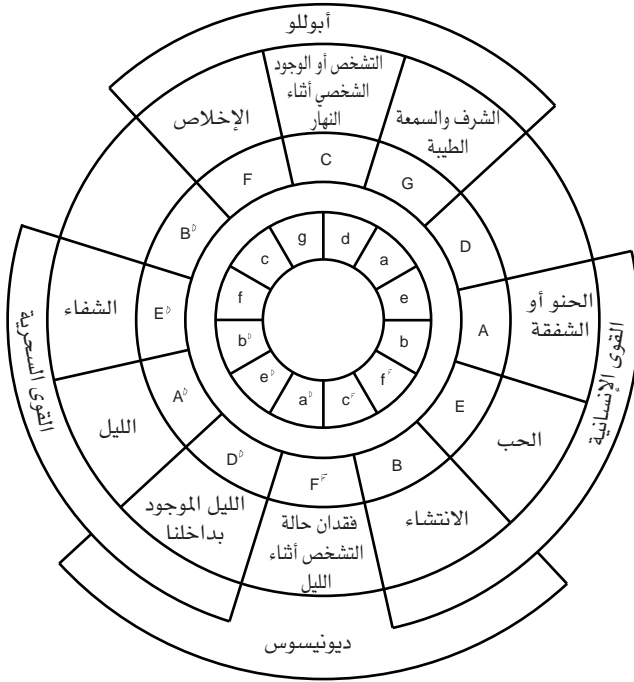 أبوللو
التشخص أو الوجود
الشخصي أثناء
النهار
الشرف والسمعة
الطيبة
الإخلاص
C
G
F
D
B♭
A
E♭
E
A♭
B
D♭
F♯
g
d
c
a
f
e
b♭
b
e♭
f♯
a♭
c♯
الحنو أو
الشفقة
القوى الإنسانية
الحب
الانتشاء
فقدان حالة
التشخص أثناء
الليل
الليل الموجود
بداخلنا
الليل
الشفاء
القوى السحرية
ديونيسوس